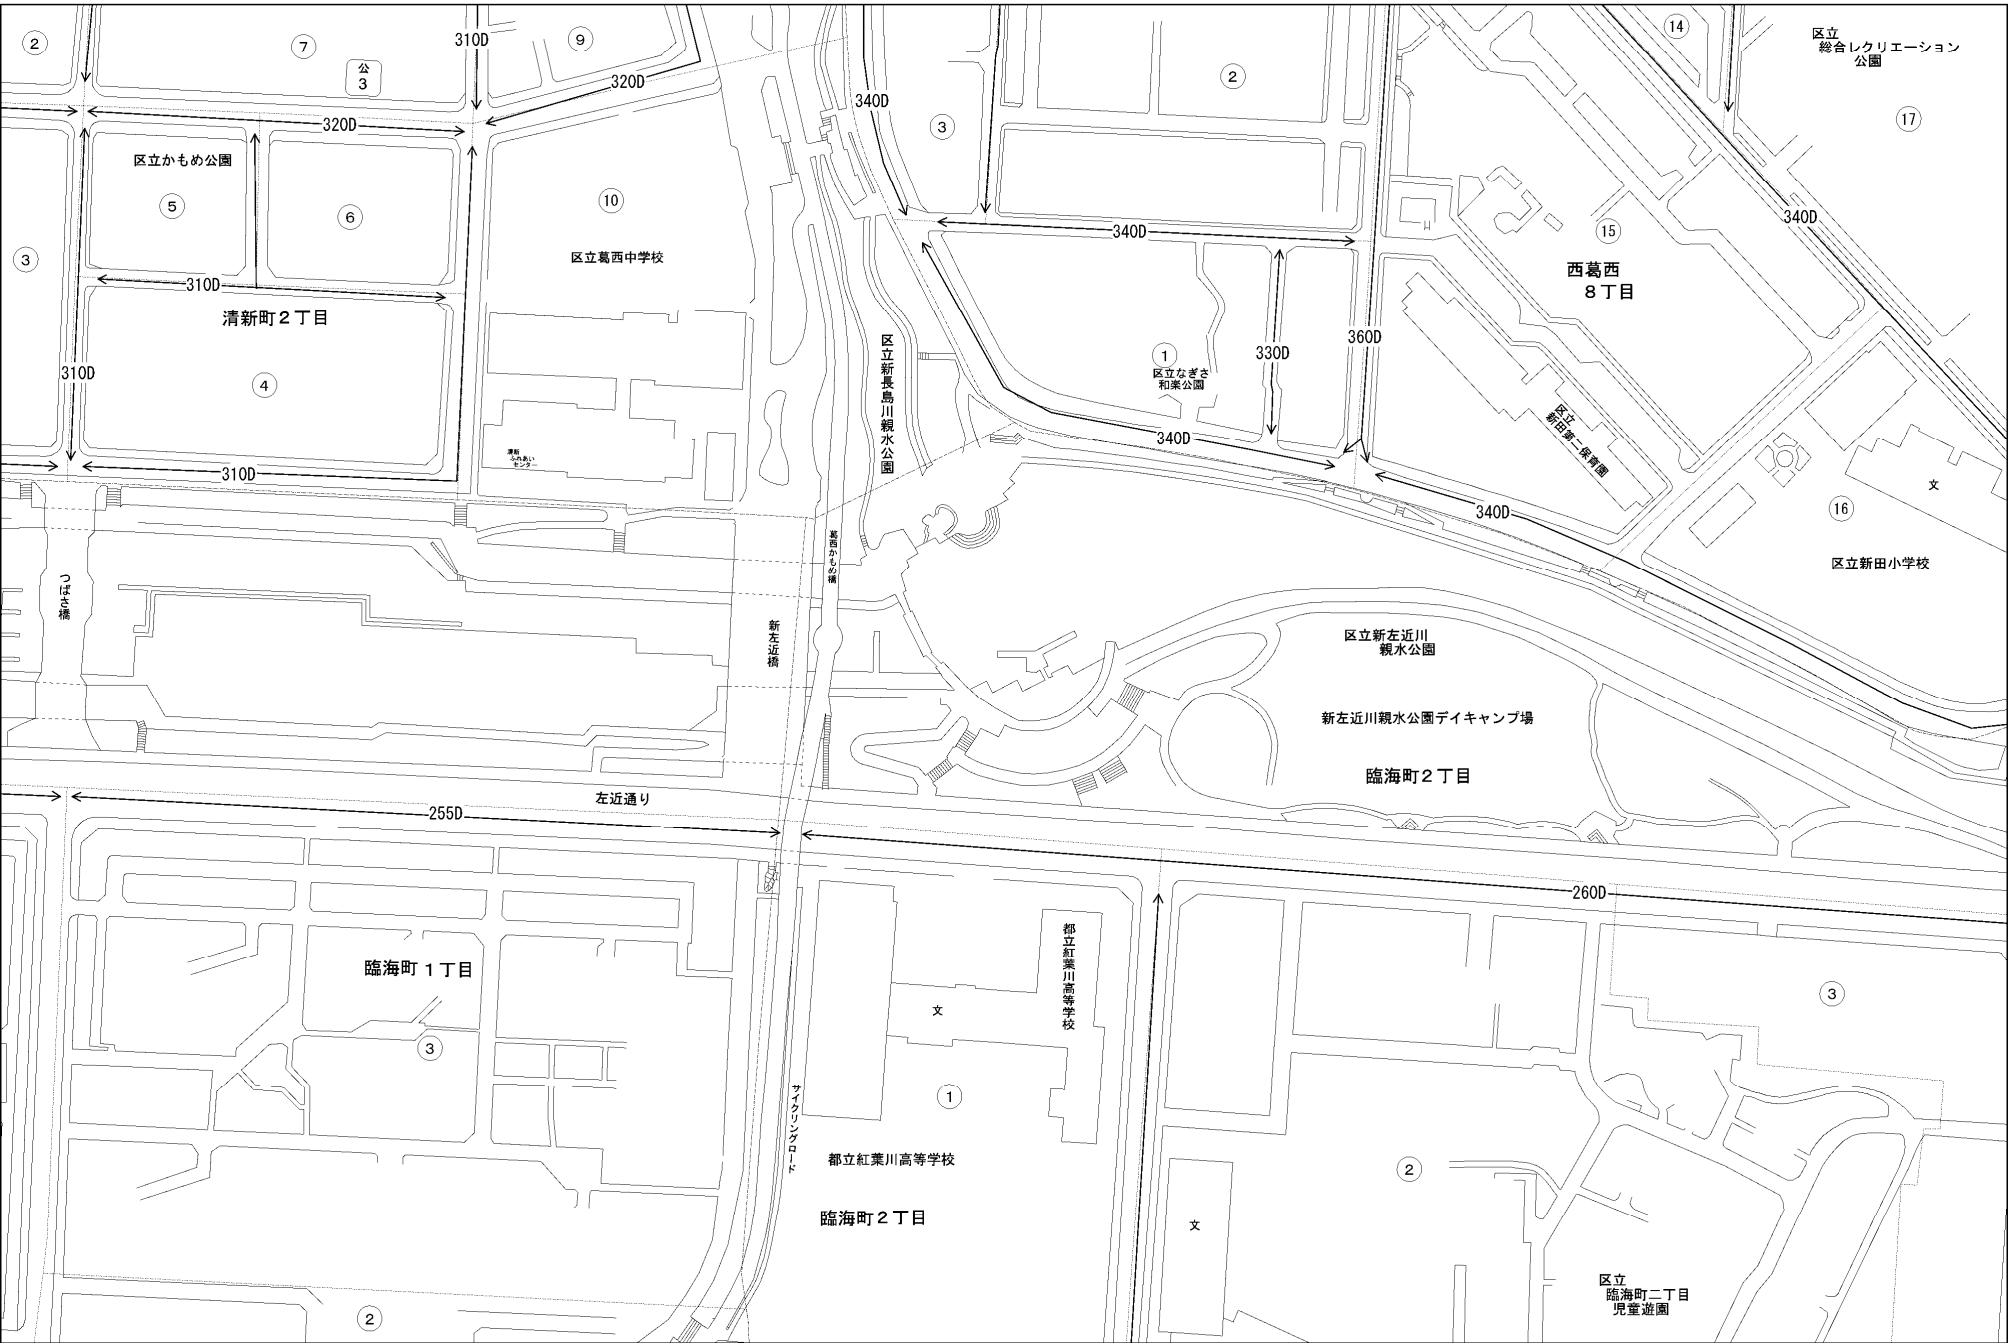 ②
⑦
310D
⑨
公
3
320D
320D
区立かもめ公園
⑤
⑥
③
310D
清新町２丁目
310D
④
310D
⑩
区立葛西中学校
清新
ふれあい
センター
340D
③
②
340D
⑭
区立
総合レクリエーション
公園
⑰
340D
⑮
西葛西
８丁目
360D
330D
①
区立なぎさ
和楽公園
340D
区立新長島川親水公園
区立
新田第二保育園
340D
文
⑯
区立新田小学校
つばさ橋
葛西かもめ橋
新左近橋
区立新左近川
親水公園
新左近川親水公園デイキャンプ場
臨海町２丁目
左近通り
255D
260D
臨海町１丁目
③
都立紅葉川高等学校
文
①
サイクリングロード
都立紅葉川高等学校
臨海町２丁目
③
②
文
区立
臨海町二丁目
児童遊園
②